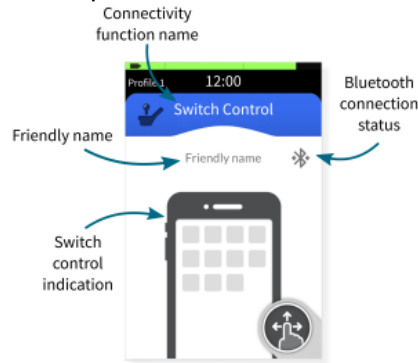 Connectivity
function name
Profile 1 12:00
Switch Control
Bluetooth
connection
status
Friendly name
Friendly name
Switch
control
indication